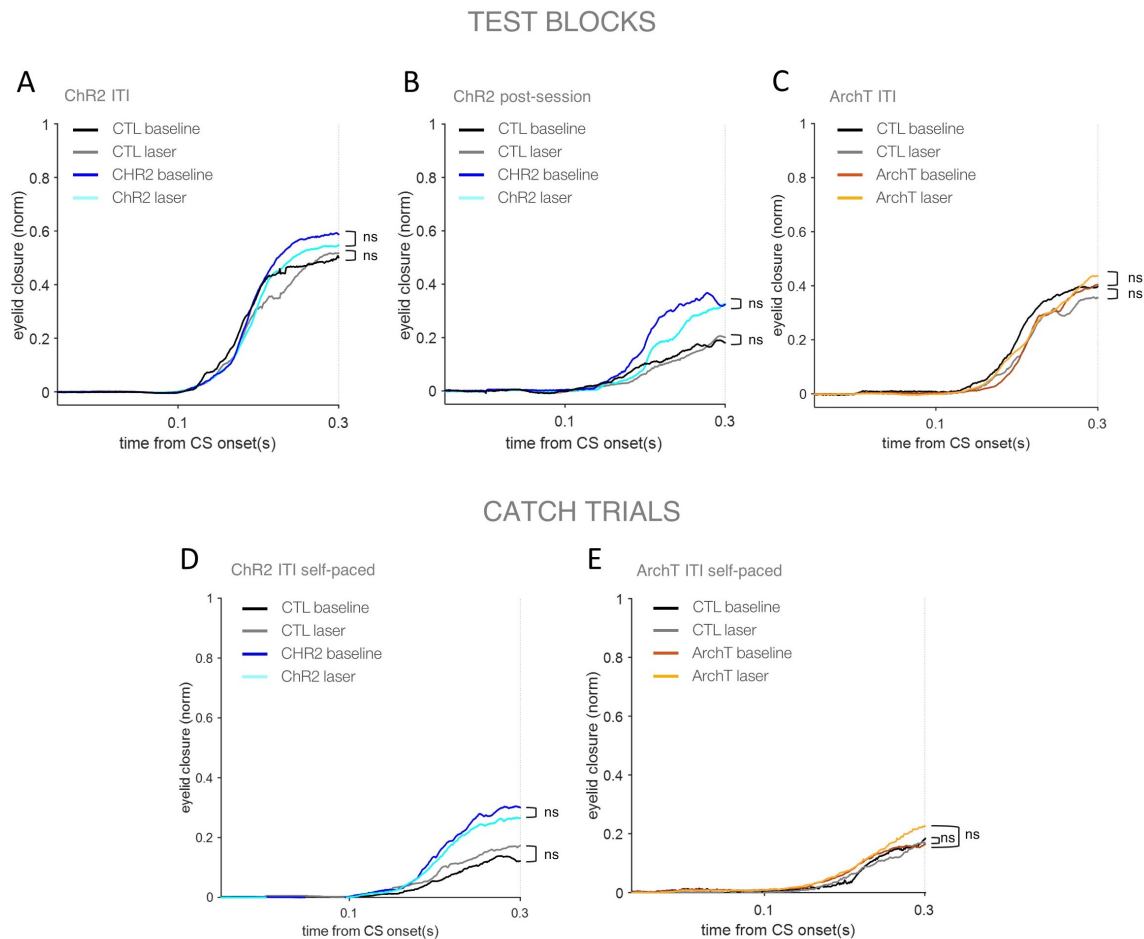 TEST BLOCKS
A
ChR2 ITI
CTL baseline
CTL laser
CHR2 baseline
ChR2 laser
1
0.8
0.6
0.4
0.2
0
eyelid closure (norm)
ns
ns
0.1
0.3
time from CS onset(s)
B
ChR2 post-session
CTL baseline
CTL laser
CHR2 baseline
ChR2 laser
1
0.8
0.6
0.4
0.2
0
eyelid closure (norm)
ns
ns
0.1
0.3
time from CS onset(s)
C
ArchT ITI
CTL baseline
CTL laser
ArchT baseline
ArchT laser
1
0.8
0.6
0.4
0.2
0
eyelid closure (norm)
ns
ns
0.1
0.3
time from CS onset(s)
CATCH TRIALS
D
ChR2 ITI self-paced
CTL baseline
CTL laser
CHR2 baseline
ChR2 laser
1
0.8
0.6
0.4
0.2
0
eyelid closure (norm)
ns
ns
0.1
0.3
time from CS onset(s)
E
ArchT ITI self-paced
CTL baseline
CTL laser
ArchT baseline
ArchT laser
1
0.8
0.6
0.4
0.2
0
eyelid closure (norm)
ns
ns
0.1
0.3
time from CS onset(s)